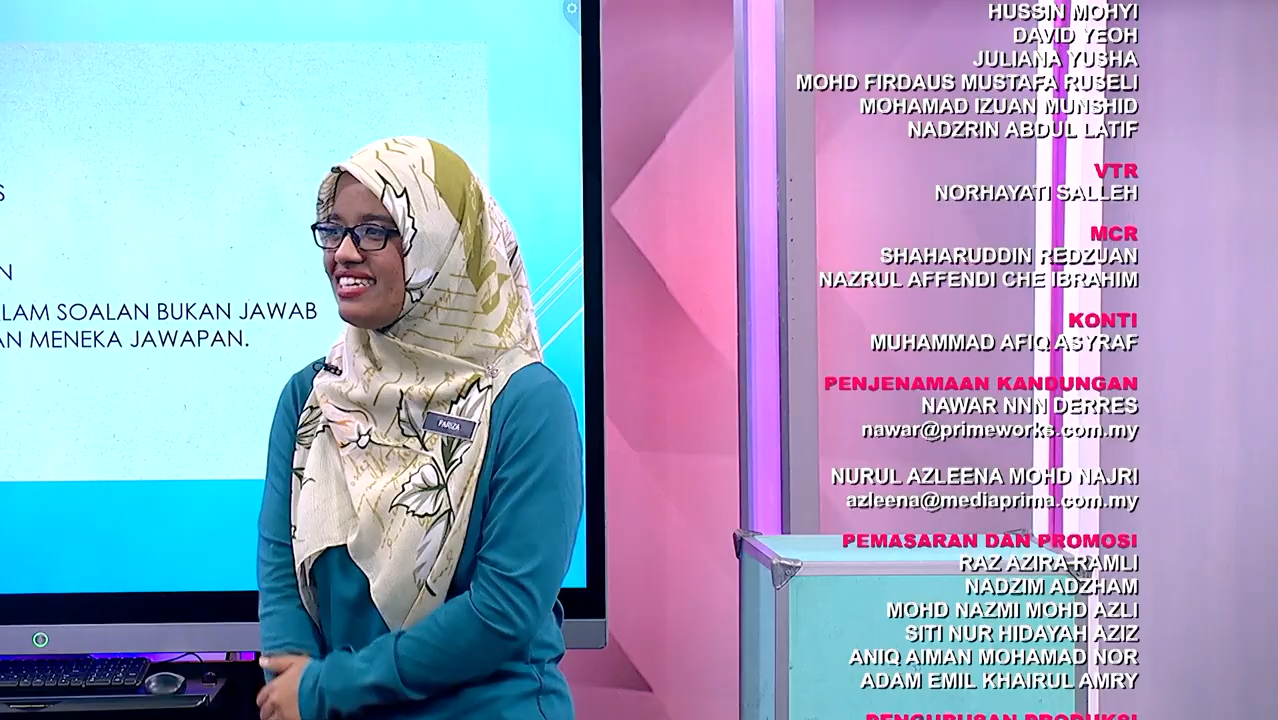 S
N
LAM SOALAN BUKAN JAWAB
AN MENEKA JAWAPAN.
FARIZA
HUSSIN MOHYI
DAVID YEOH
JULIANA YUSHA
MOHD FIRDAUS MUSTAFA RUSELI
MOHAMAD IZUAN MUNSHID
NADZRIN ABDUL LATIF
VTR
NORHAYATI SALLEH
MCR
SHAHARUDDIN REDZUAN
NAZRUL AFFENDI CHE IBRAHIM
KONTI
MUHAMMAD AFIQ ASYRAF
PENJENAMAAN KANDUNGAN
NAWAR NNN DERRES
nawar@primeworks.com.my
NURUL AZLEENA MOHD NAJRI
azleena@mediaprima.com.my
PEMASARAN DAN PROMOSI
RAZ AZIRA RAMLI
NADZIM ADZHAM
MOHD NAZMI MOHD AZLI
SITI NUR HIDAYAH AZIZ
ANIQ AIMAN MOHAMAD NOR
ADAM EMIL KHAIRUL AMRY
PENGURUSAN PRODUKSI